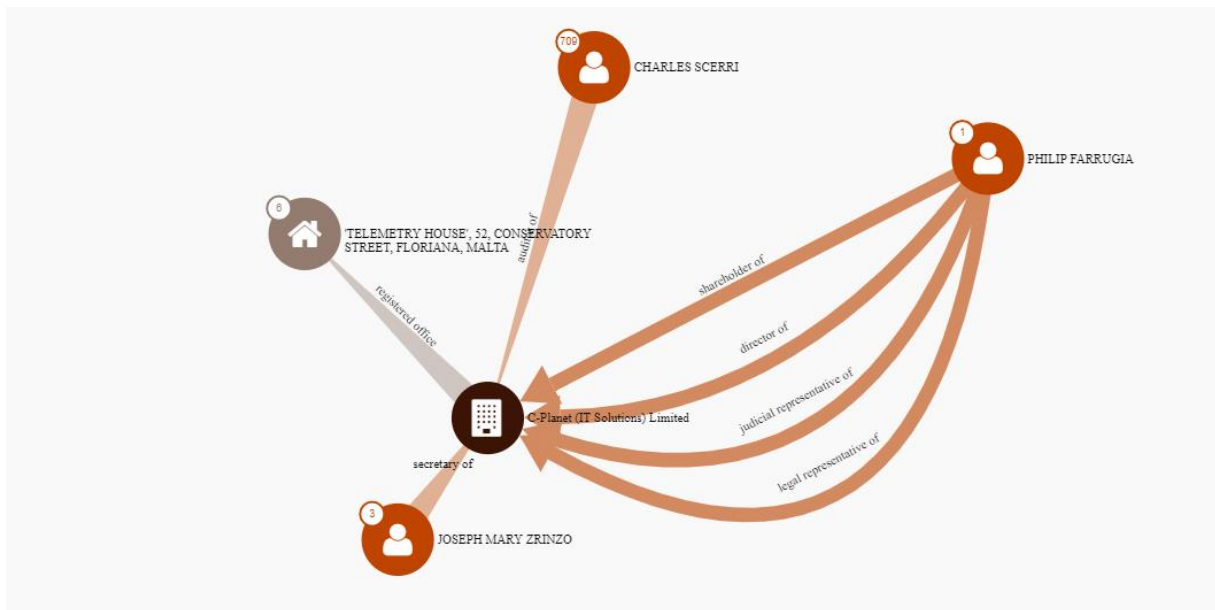 709
CHARLES SCERRI
1
PHILIP FARRUGIA
6
'TELEMETRY HOUSE', 52, CONSERVATORY
STREET, FLORIANA, MALTA
auditor of
shareholder of
registered office
director of
C-Planet (IT Solutions) Limited
judicial representative of
secretary of
legal representative of
3
JOSEPH MARY ZRINZO